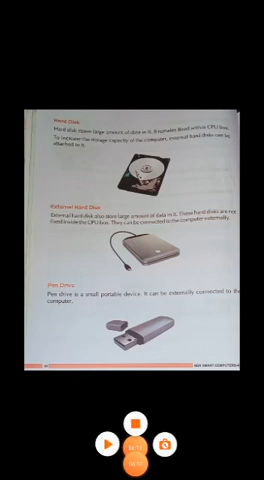 Hard Disk
Hard disk stores large amount of data in it. It remains fixed within CPU box.
To increase the storage capacity of the computer, external hard disks can be
attached to it.
External Hard Disk
External hard disk also store large amount of data in it. These hard disks are not
fixed inside the CPU box. They can be connected to the computer externally.
Pen Drive
Pen drive is a small portable device. It can be externally connected to the
computer.
SMART COMPUTERS-4